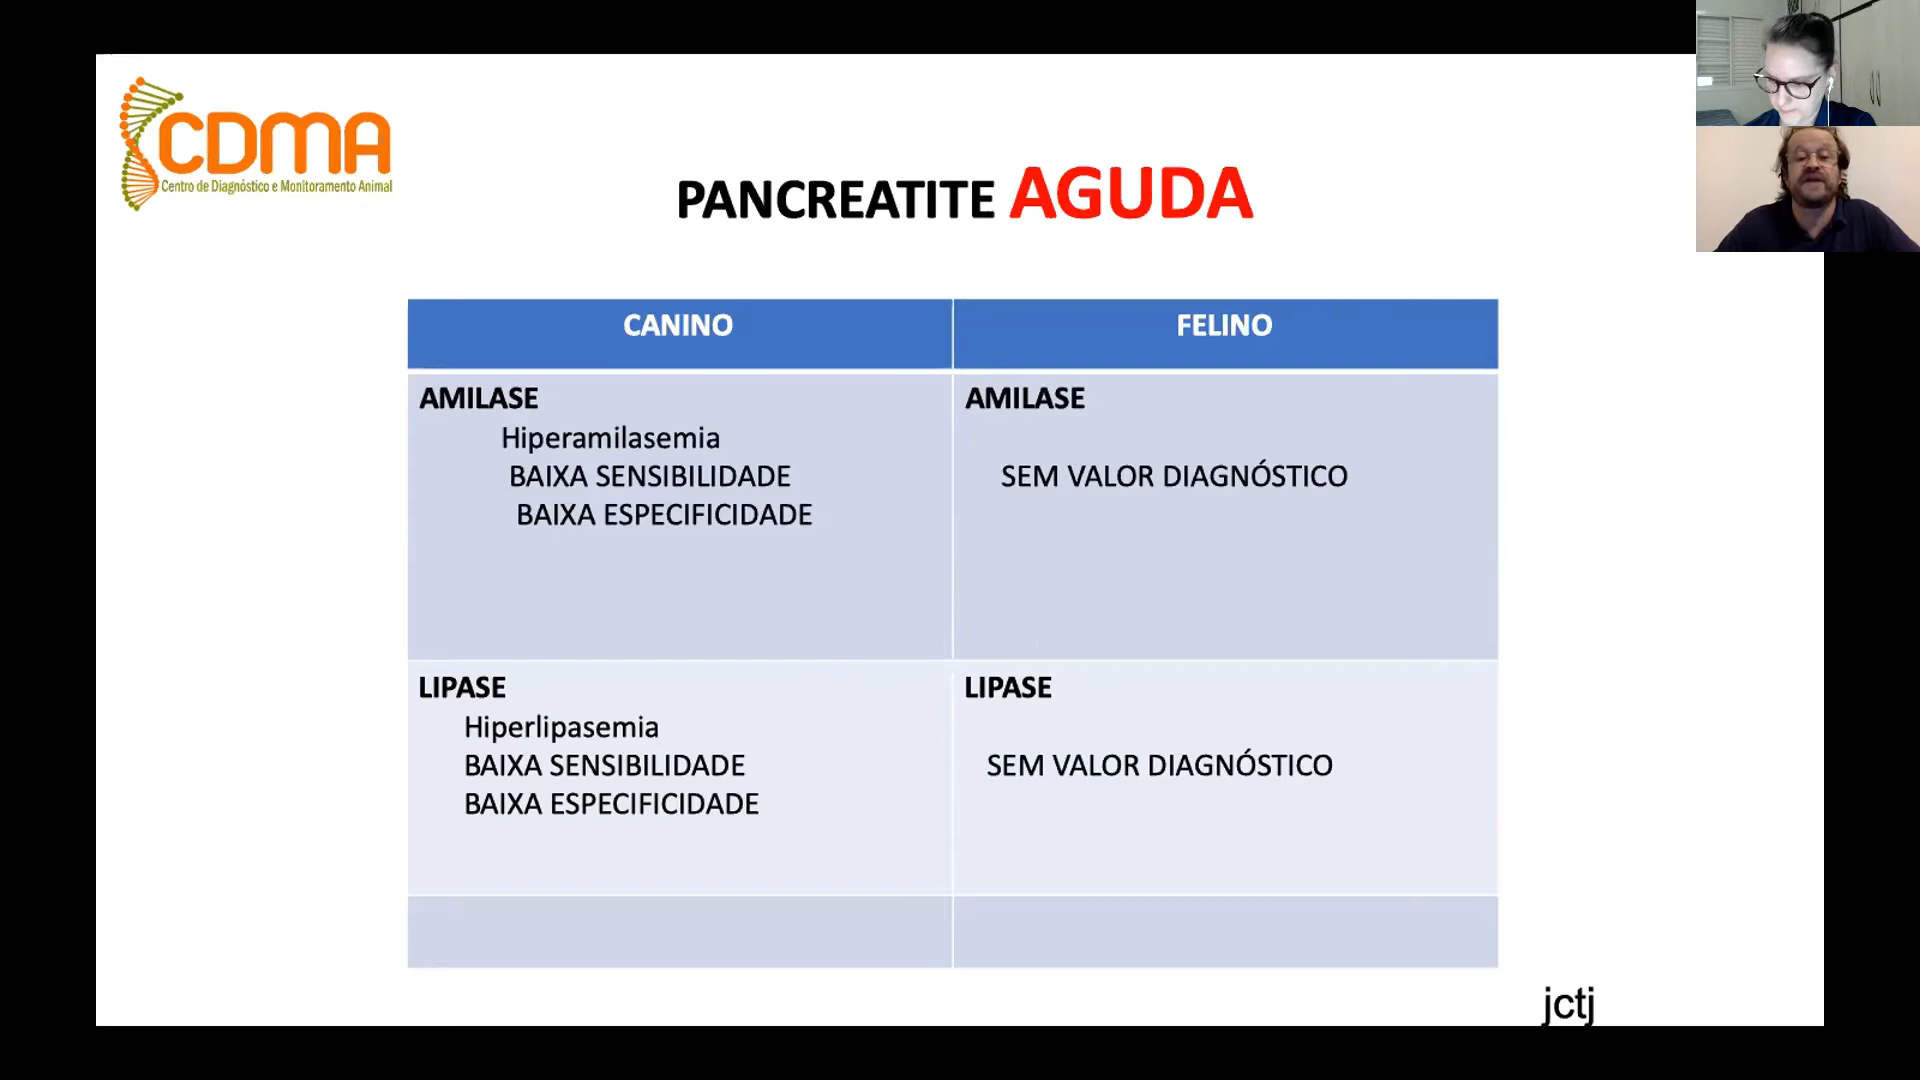 CDMA
Centro de Diagnóstico e Monitoramento Animal
PANCREATITE AGUDA
CANINO
FELINO
AMILASE
Hiperamilasemia
BAIXA SENSIBILIDADE
BAIXA ESPECIFICIDADE
AMILASE
SEM VALOR DIAGNÓSTICO
LIPASE
Hiperlipasemia
BAIXA SENSIBILIDADE
BAIXA ESPECIFICIDADE
LIPASE
SEM VALOR DIAGNÓSTICO
jctj